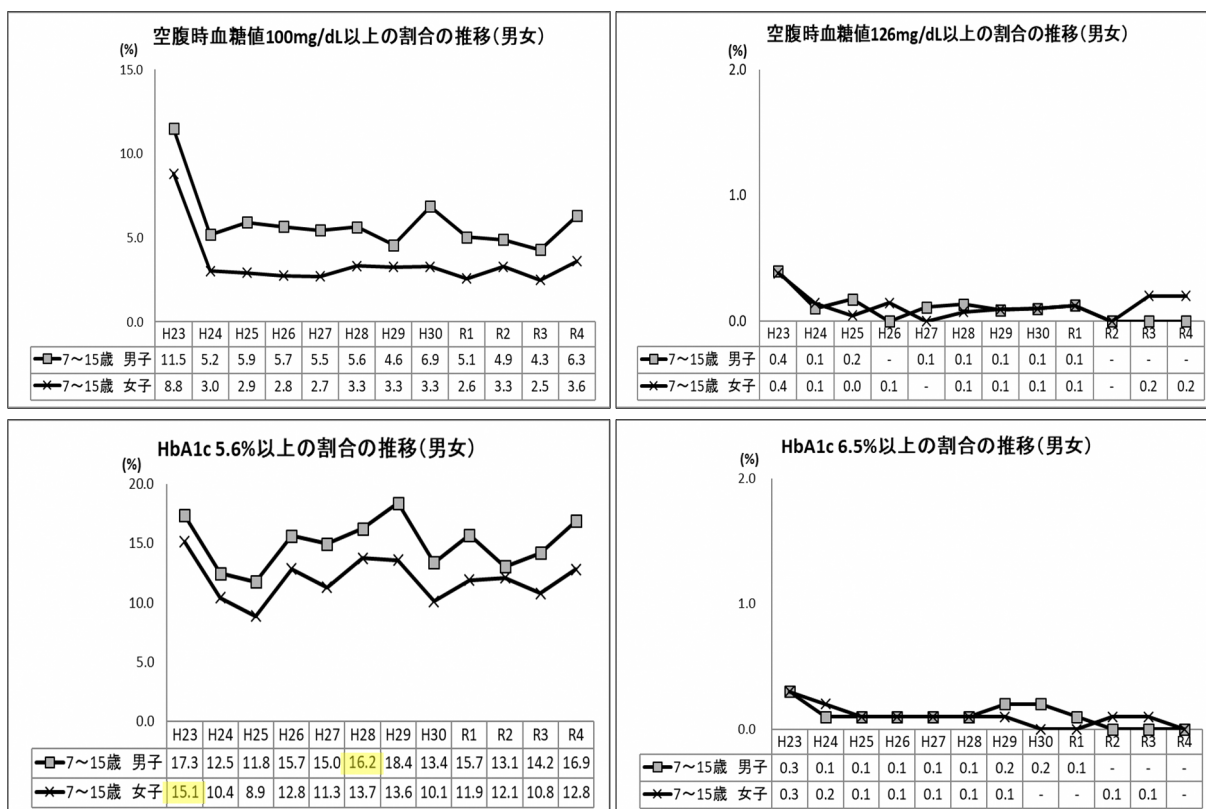 空腹時血糖値100mg/dL以上の割合の推移(男女)
(%)
15.0
10.0
5.0
0.0
H23 H24 H25 H26 H27 H28 H29 H30 R1 R2 R3 R4
7～15歳 男子 11.5 5.2 5.9 5.7 5.5 5.6 4.6 6.9 5.1 4.9 4.3 6.3
7～15歳 女子 8.8 3.0 2.9 2.8 2.7 3.3 3.3 3.3 2.6 3.3 2.5 3.6
空腹時血糖値126mg/dL以上の割合の推移(男女)
(%)
2.0
1.0
0.0
H23 H24 H25 H26 H27 H28 H29 H30 R1 R2 R3 R4
7～15歳 男子 0.4 0.1 0.2 - 0.1 0.1 0.1 0.1 0.1 - - -
7～15歳 女子 0.4 0.1 0.0 0.1 - 0.1 0.1 0.1 0.1 - 0.2 0.2
HbA1c 5.6%以上の割合の推移(男女)
(%)
20.0
15.0
10.0
5.0
0.0
H23 H24 H25 H26 H27 H28 H29 H30 R1 R2 R3 R4
7～15歳 男子 17.3 12.5 11.8 15.7 15.0 16.2 18.4 13.4 15.7 13.1 14.2 16.9
7～15歳 女子 15.1 10.4 8.9 12.8 11.3 13.7 13.6 10.1 11.9 12.1 10.8 12.8
HbA1c 6.5%以上の割合の推移(男女)
(%)
2.0
1.0
0.0
H23 H24 H25 H26 H27 H28 H29 H30 R1 R2 R3 R4
7～15歳 男子 0.3 0.1 0.1 0.1 0.1 0.1 0.2 0.2 0.1 - - -
7～15歳 女子 0.3 0.2 0.1 0.1 0.1 0.1 0.1 - - 0.1 0.1 -